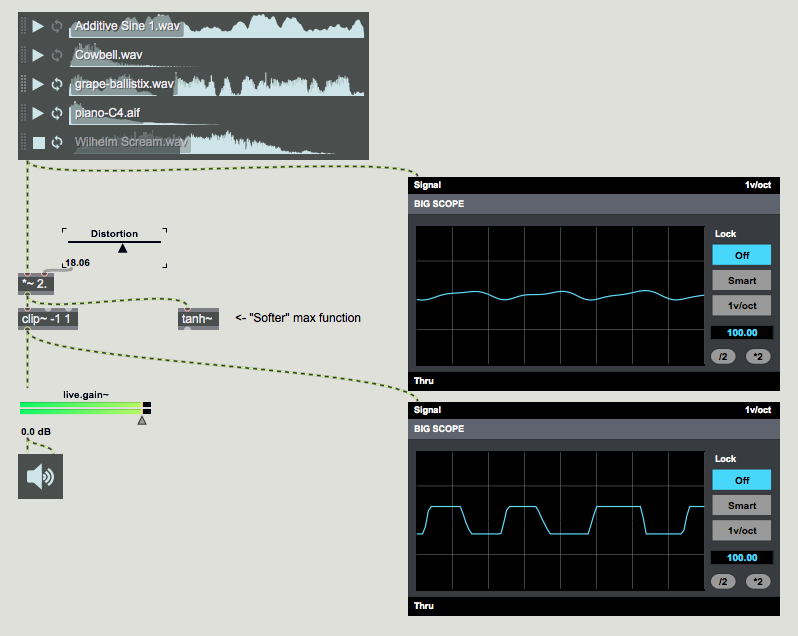 Additive Sine 1.wav
Cowbell.wav
grape-ballistix.wav
piano-C4.aif
Wilhelm Scream.wav
Signal 1v/oct
BIG SCOPE
Lock
Off
Smart
1v/oct
100.00
/2 *2
Thru
Distortion
18.06
*~ 2.
clip~ -1 1
tanh~
<- "Softer" max function
live.gain~
0.0 dB
Signal 1v/oct
BIG SCOPE
Lock
Off
Smart
1v/oct
100.00
/2 *2
Thru